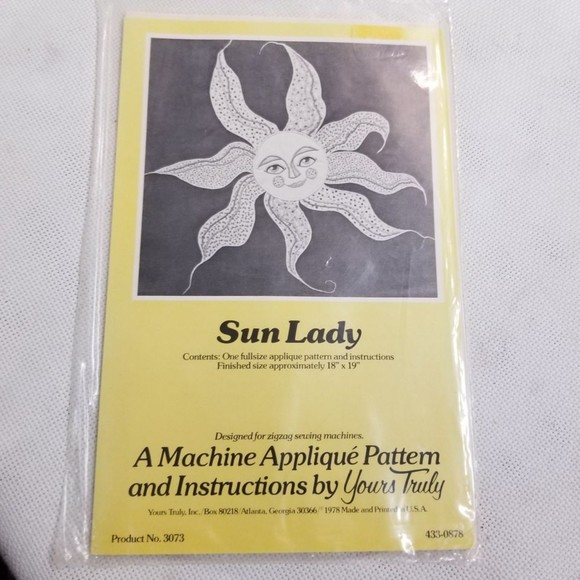 Sun Lady
Contents: One fullsize applique pattern and instructions
Finished size approximately 18" x 19"
Designed for zigzag sewing machines.
A Machine Appliqué Pattern
and Instructions by Yours Truly
Yours Truly, Inc./Box 80218/Atlanta, Georgia 30366/ 1978 Made and Printed in U.S.A.
Product No. 3073
433-0878